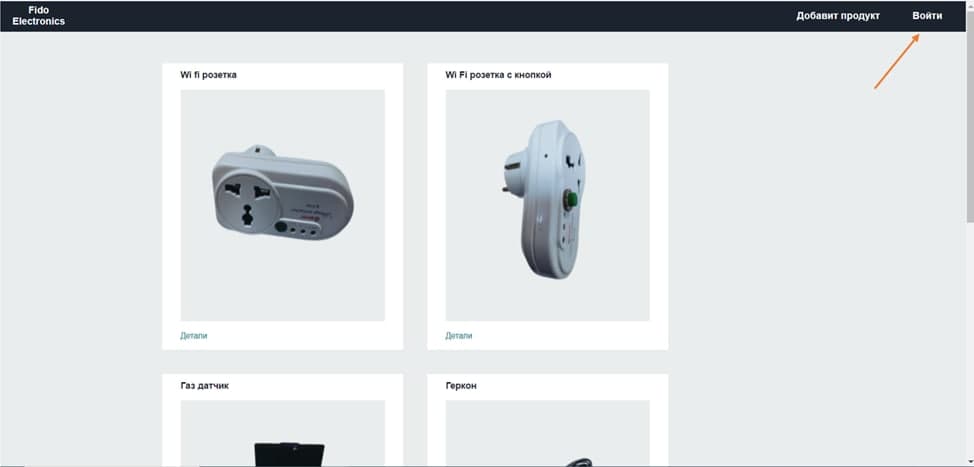 Fido
Electronics
Добавит продукт
Войти
Wi fi розетка
Wi Fi розетка с кнопкой
Детали
Детали
Газ датчик
Геркон